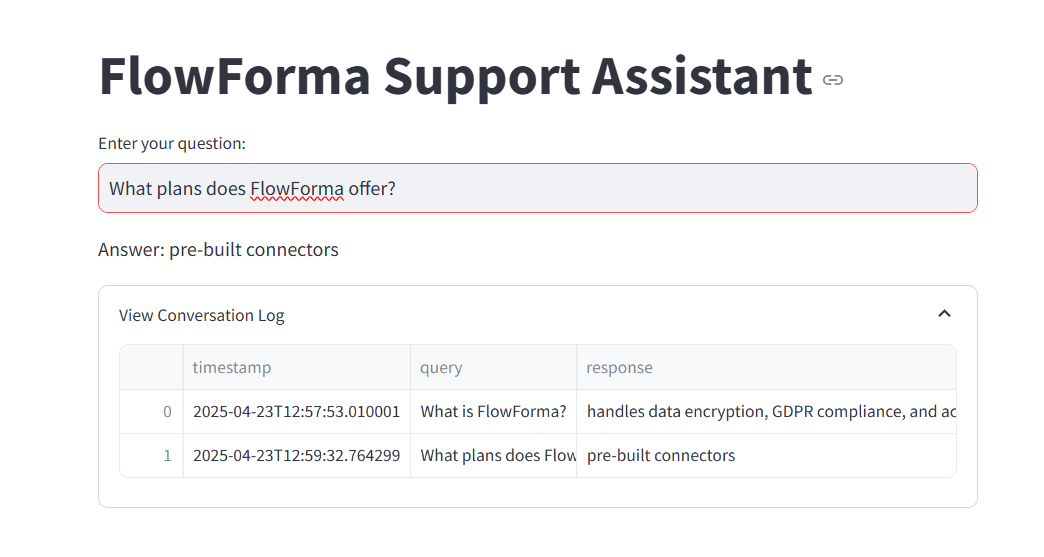 FlowForma Support Assistant
Enter your question:
What plans does FlowForma offer?
Answer: pre-built connectors
View Conversation Log
timestamp query response
0 2025-04-23T12:57:53.010001 What is FlowForma? handles data encryption, GDPR compliance, and ac
1 2025-04-23T12:59:32.764299 What plans does Flow pre-built connectors